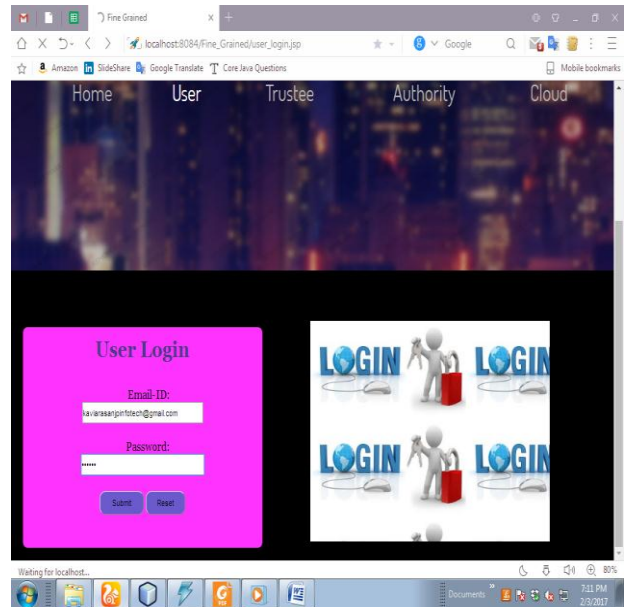 Fine Grained
localhost:8084/Fine_Grained/user_login.jsp
Google
Amazon SlideShare Google Translate Core Java Questions
Mobile bookmarks
Home User Trustee Authority Cloud
User Login
Email-ID:
kaviarasanjpinfotech@gmail.com
Password:
Submit Reset
LOGIN LOGIN
LOGIN LOGIN
Waiting for localhost...
80%
Documents
7:11 PM
2/3/2017